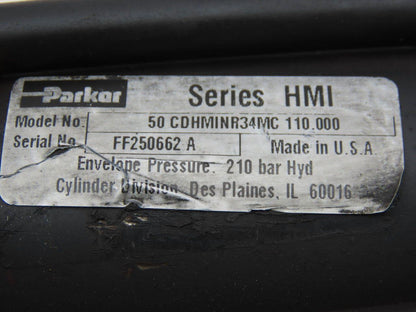 Parker Series HMI
Model No. 50 CDHMINR34MC 110.000
Serial No. FF250662 A Made in U.S.A
Envelope Pressure: 210 bar Hyd
Cylinder Division, Des Plaines, IL 60016